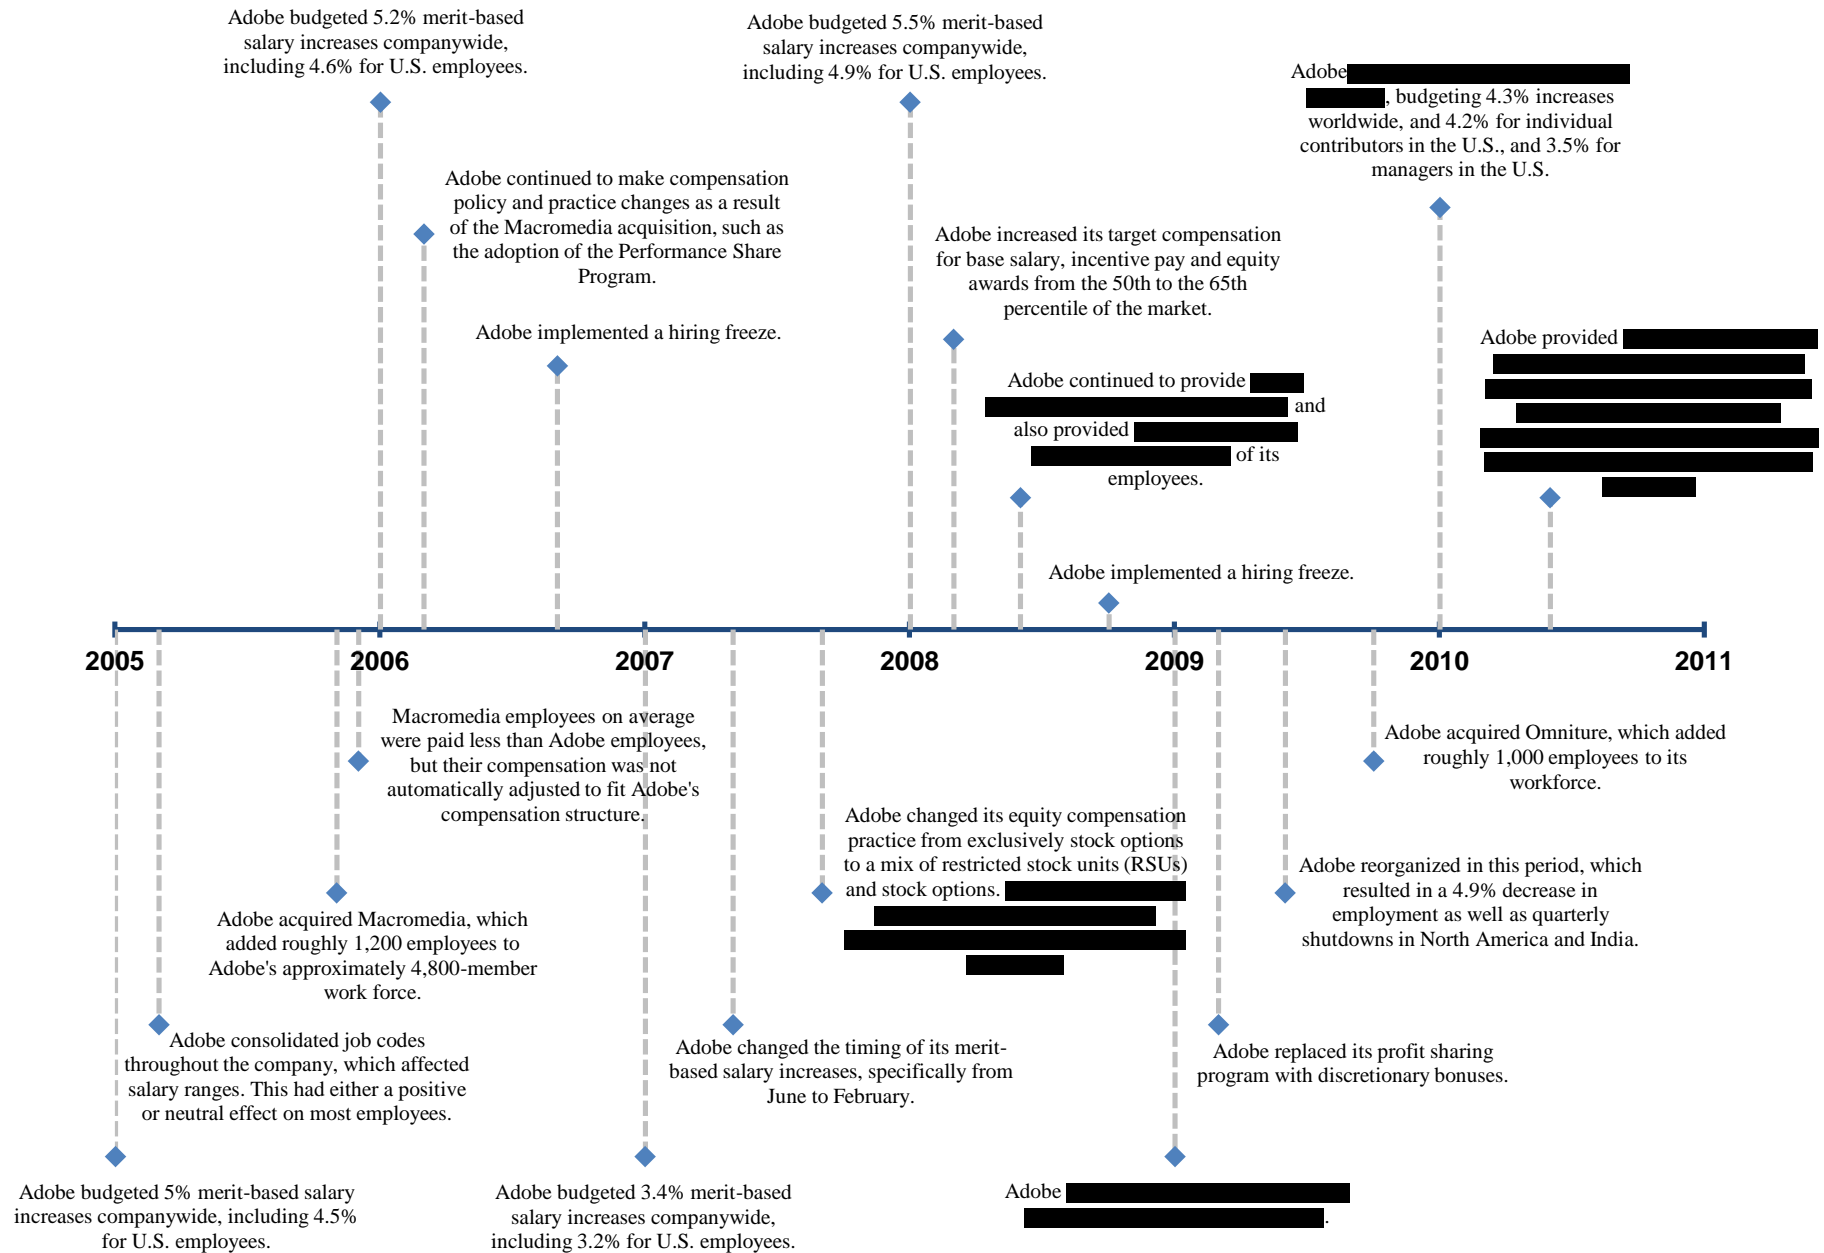 Adobe budgeted 5.2% merit-based
salary increases companywide,
including 4.6% for U.S. employees.
Adobe budgeted 5.5% merit-based
salary increases companywide,
including 4.9% for U.S. employees.
Adobe
, budgeting 4.3% increases
worldwide, and 4.2% for individual
contributors in the U.S., and 3.5% for
managers in the U.S.
Adobe continued to make compensation
policy and practice changes as a result
of the Macromedia acquisition, such as
the adoption of the Performance Share
Program.
Adobe increased its target compensation
for base salary, incentive pay and equity
awards from the 50th to the 65th
percentile of the market.
Adobe implemented a hiring freeze.
Adobe provided
Adobe continued to provide
and
also provided
of its
employees.
Adobe implemented a hiring freeze.
2005 2006 2007 2008 2009 2010 2011
Macromedia employees on average
were paid less than Adobe employees,
but their compensation was not
automatically adjusted to fit Adobe's
compensation structure.
Adobe acquired Omniture, which added
roughly 1,000 employees to its
workforce.
Adobe changed its equity compensation
practice from exclusively stock options
to a mix of restricted stock units (RSUs)
and stock options.
Adobe reorganized in this period, which
resulted in a 4.9% decrease in
employment as well as quarterly
shutdowns in North America and India.
Adobe acquired Macromedia, which
added roughly 1,200 employees to
Adobe's approximately 4,800-member
work force.
Adobe consolidated job codes
throughout the company, which affected
salary ranges. This had either a positive
or neutral effect on most employees.
Adobe changed the timing of its merit-
based salary increases, specifically from
June to February.
Adobe replaced its profit sharing
program with discretionary bonuses.
Adobe budgeted 5% merit-based salary
increases companywide, including 4.5%
for U.S. employees.
Adobe budgeted 3.4% merit-based
salary increases companywide,
including 3.2% for U.S. employees.
Adobe
.